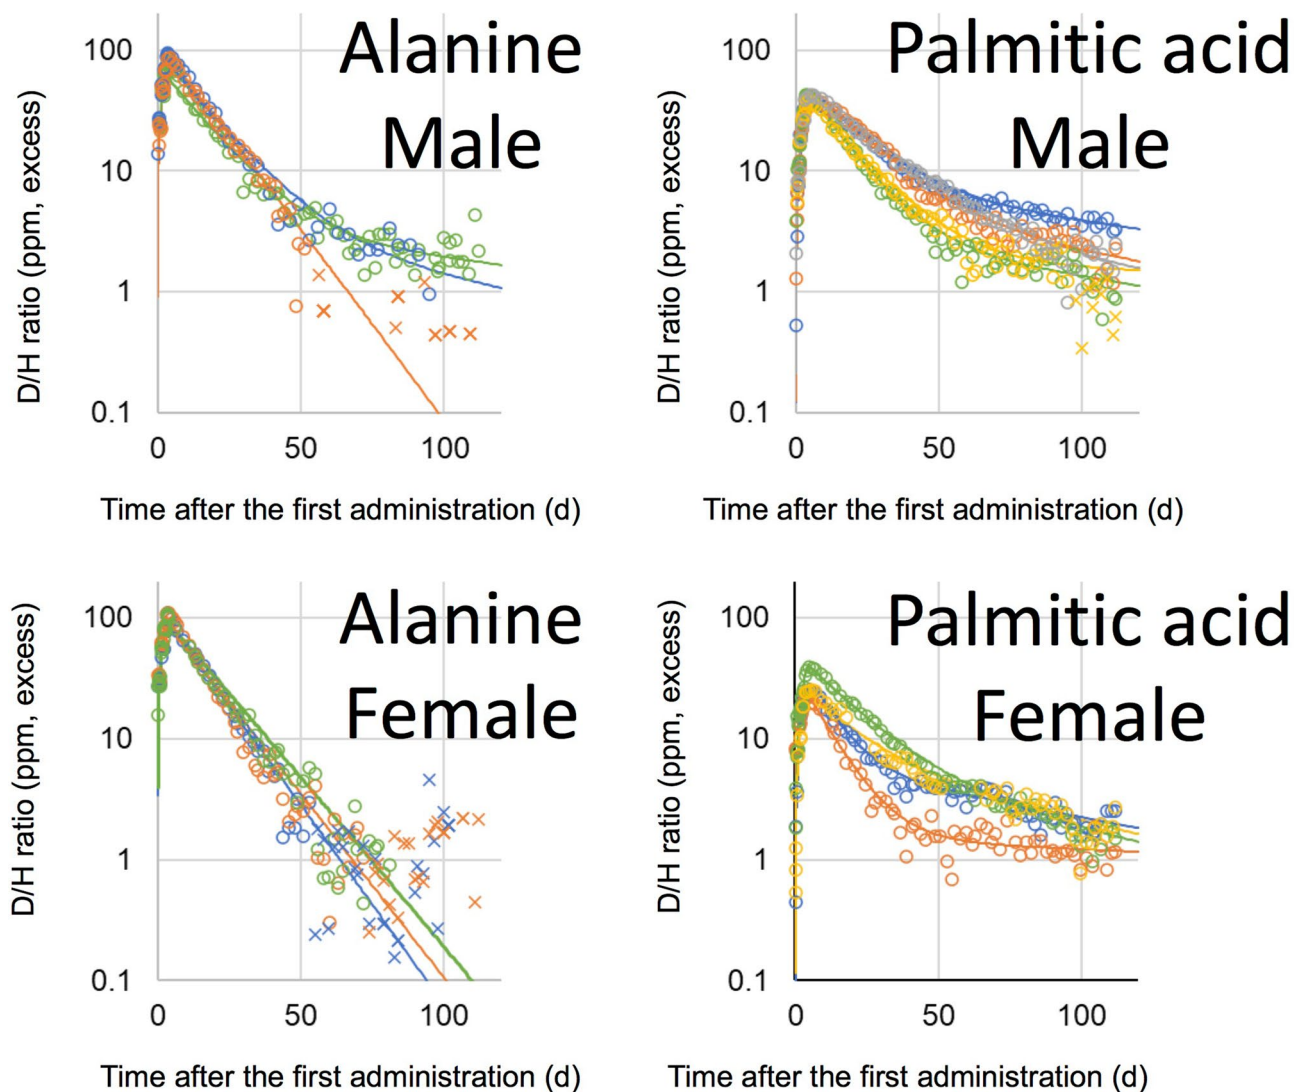 Alanine
Male
D/H ratio (ppm, excess)
100
10
1
0.1
0 50 100
Time after the first administration (d)
Palmitic acid
Male
D/H ratio (ppm, excess)
100
10
1
0.1
0 50 100
Time after the first administration (d)
Alanine
Female
D/H ratio (ppm, excess)
100
10
1
0.1
0 50 100
Time after the first administration (d)
Palmitic acid
Female
D/H ratio (ppm, excess)
100
10
1
0.1
0 50 100
Time after the first administration (d)